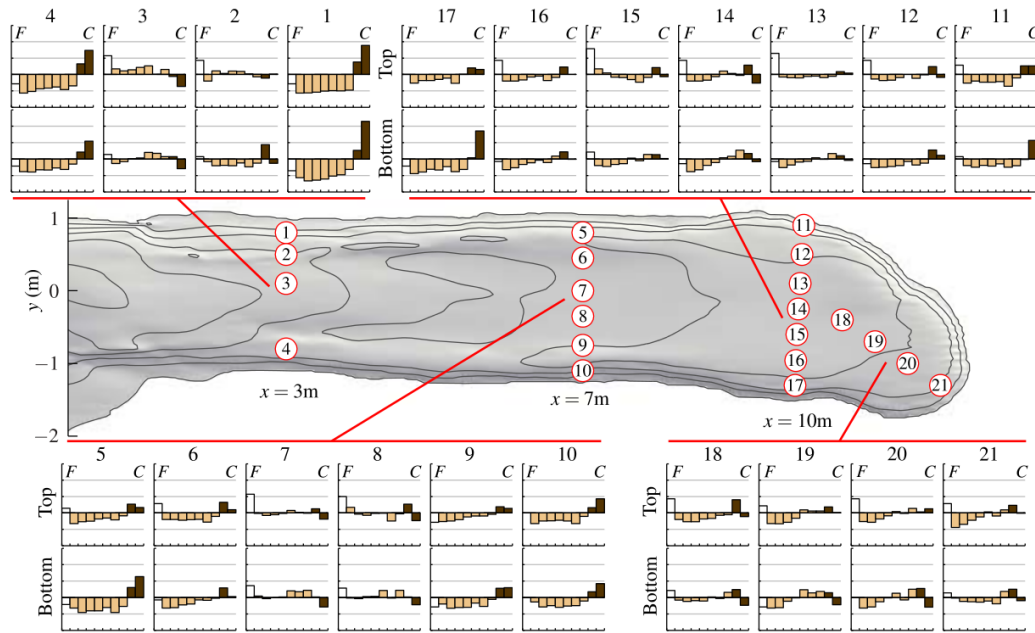 4 3 2 1 17 16 15 14 13 12 11
F C F C F C F C F C F C F C F C F C F C F C
Top
Bottom
1
0
−1
−2
y (m)
1
2
3
4
5
6
7
8
9
10
11
12
13
14
15
16
17
18
19
20
21
x = 3m
x = 7m
x = 10m
5 6 7 8 9 10 18 19 20 21
F C F C F C F C F C F C F C F C F C F C
Top Top
Bottom Bottom